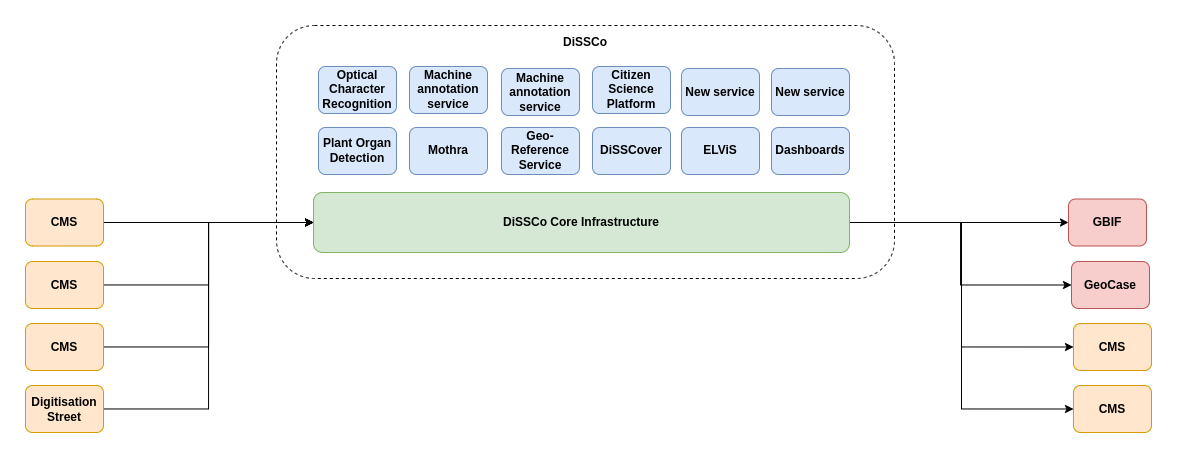 DiSSCo
Optical
Character
Recognition
Machine
annotation
service
Machine
annotation
service
Citizen
Science
Platform
New service
New service
Plant Organ
Detection
Mothra
Geo-
Reference
Service
DiSSCover
ELViS
Dashboards
DiSSCo Core Infrastructure
CMS
CMS
CMS
Digitisation
Street
GBIF
GeoCase
CMS
CMS